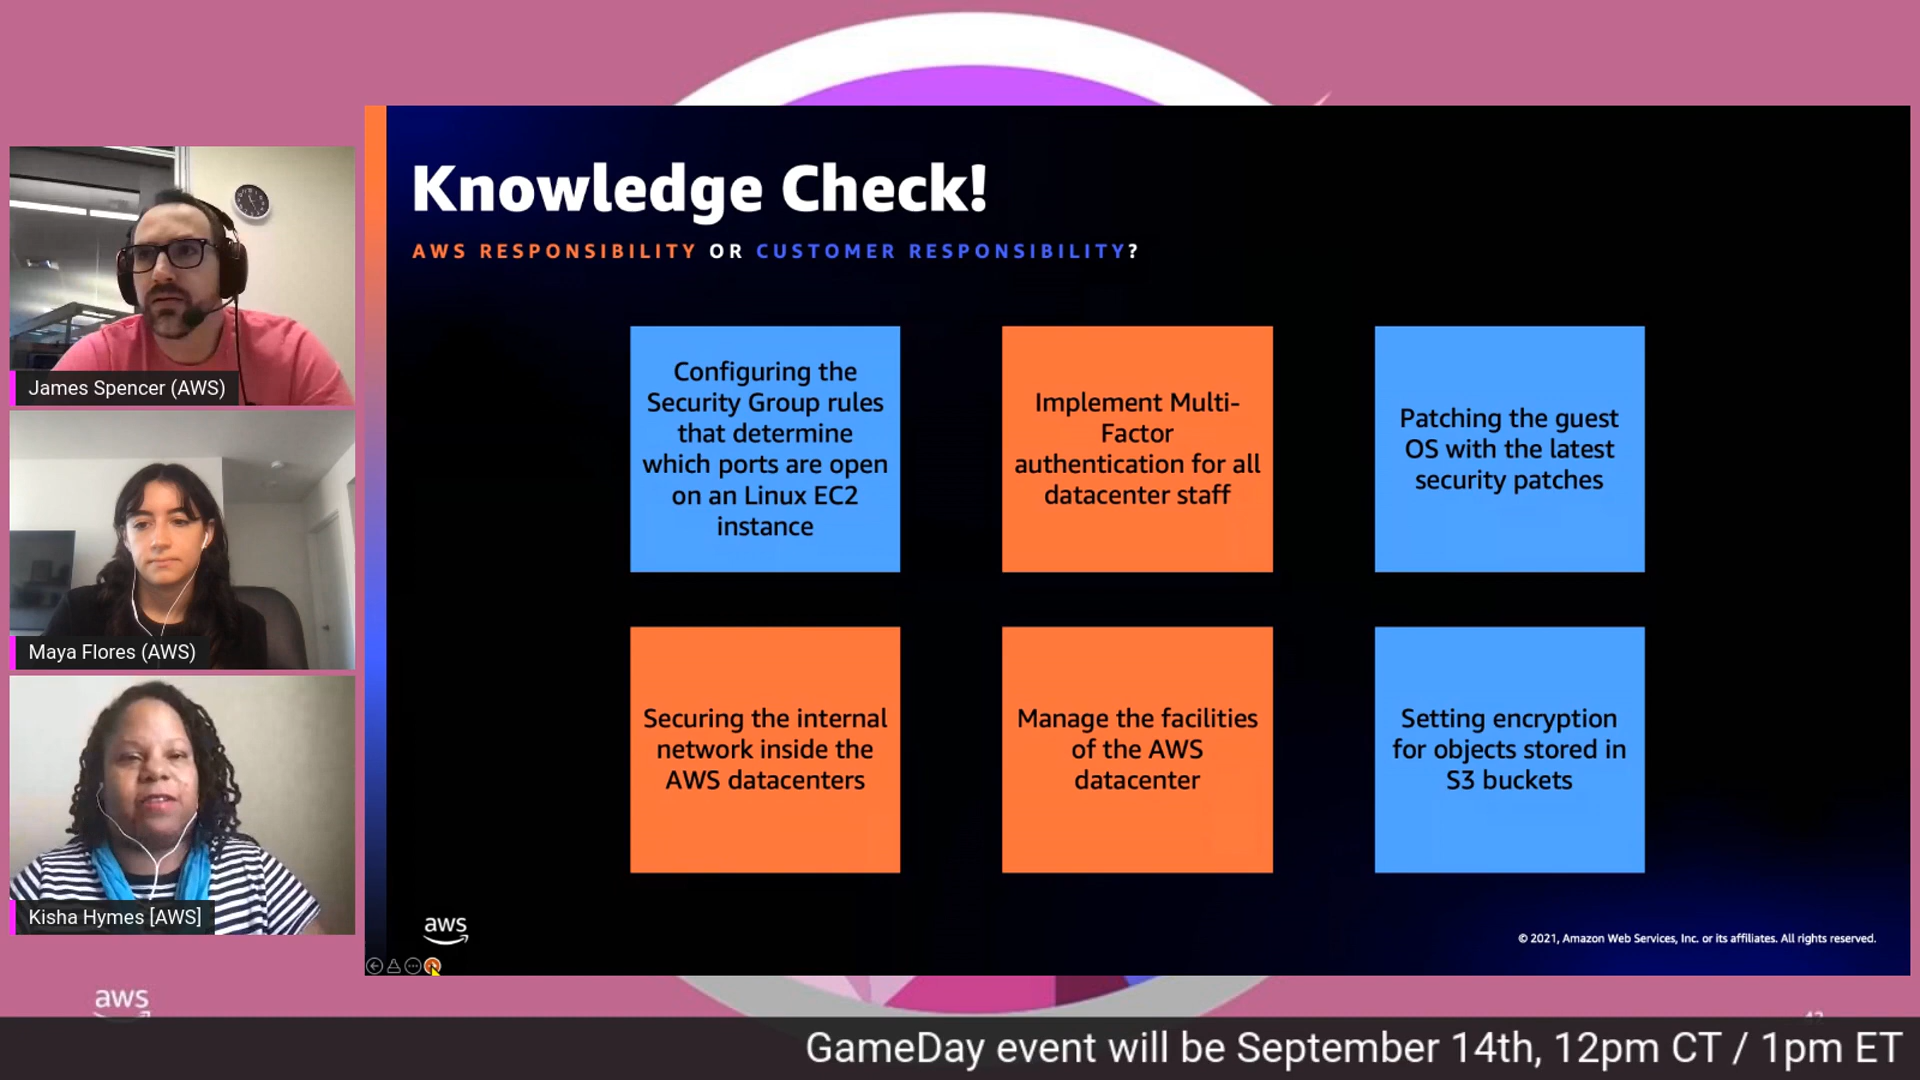 Knowledge Check!
AWS RESPONSIBILITY OR CUSTOMER RESPONSIBILITY?
Configuring the
Security Group rules
that determine
which ports are open
on an Linux EC2
instance
Implement Multi-
Factor
authentication for all
datacenter staff
Patching the guest
OS with the latest
security patches
Securing the internal
network inside the
AWS datacenters
Manage the facilities
of the AWS
datacenter
Setting encryption
for objects stored in
S3 buckets
aws
© 2021, Amazon Web Services, Inc. or its affiliates. All rights reserved.
James Spencer (AWS)
Maya Flores (AWS)
Kisha Hymes [AWS]
aws
GameDay event will be September 14th, 12pm CT / 1pm ET